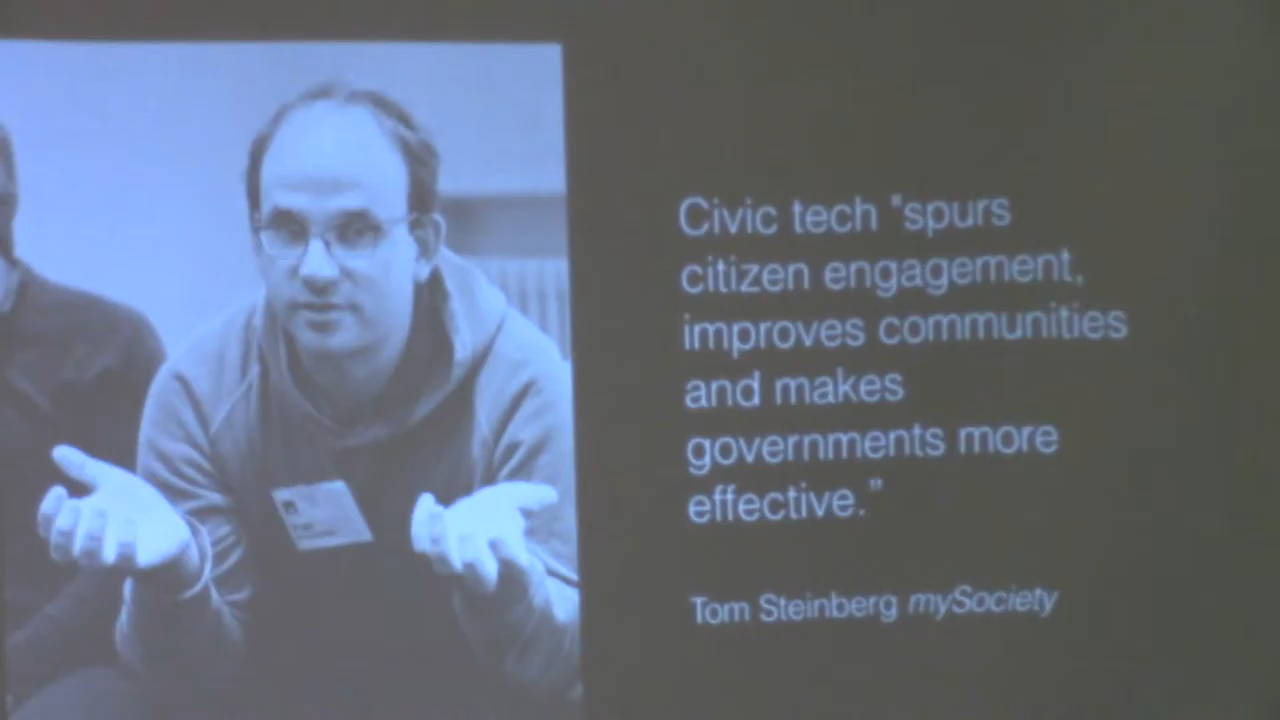 Civic tech "spurs
citizen engagement,
improves communities
and makes
governments more
effective.”
Tom Steinberg mySociety